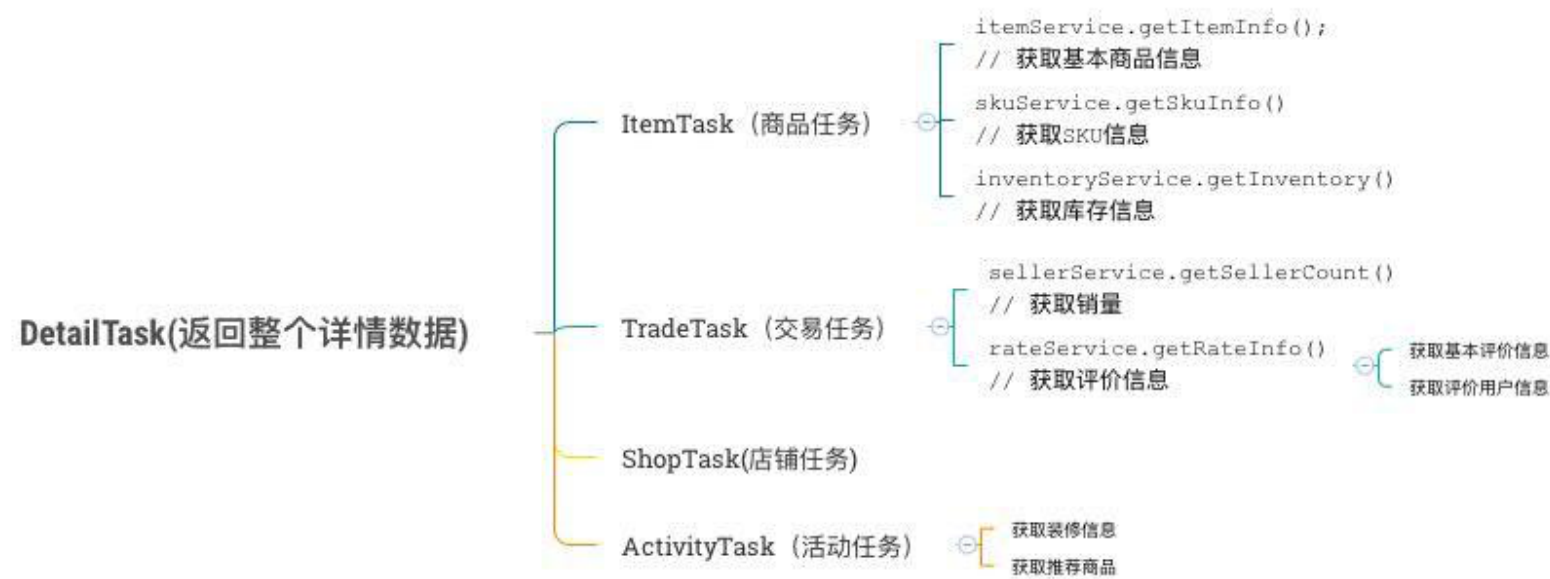 DetailTask(返回整个详情数据)
ItemTask（商品任务）
itemService.getItemInfo();
// 获取基本商品信息
skuService.getSkuInfo()
// 获取SKU信息
inventoryService.getInventory()
// 获取库存信息
TradeTask（交易任务）
sellerService.getSellerCount()
// 获取销量
rateService.getRateInfo()
// 获取评价信息
获取基本评价信息
获取评价用户信息
ShopTask(店铺任务)
ActivityTask（活动任务）
获取装修信息
获取推荐商品